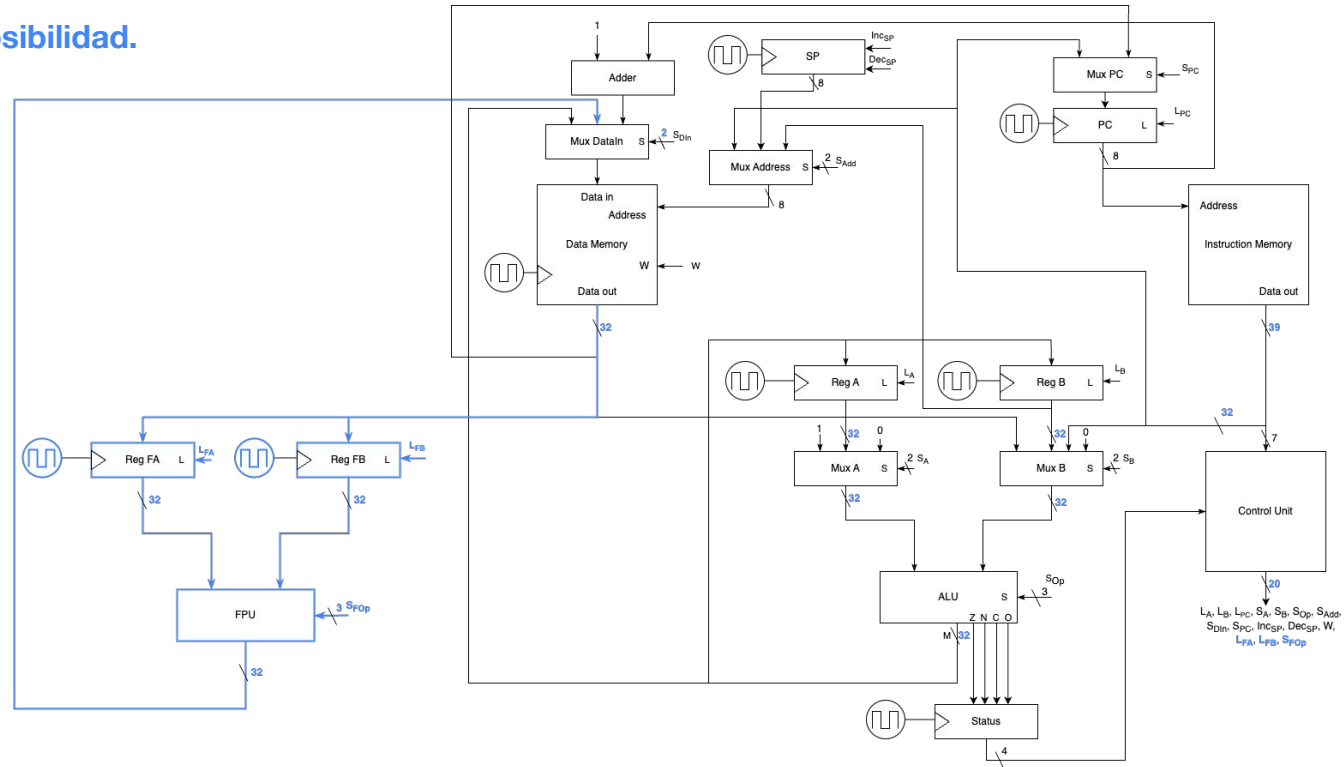 sibilidad.
1
Adder
SP
Inc_SP
Dec_SP
8
Mux PC S
S_PC
PC L
L_PC
8
Mux DataIn S
2 S_DIn
Mux Address S
2 S_Add
8
Data in
Address
Data Memory
W
W
Data out
32
Address
Instruction Memory
Data out
39
Reg A L
L_A
Reg B L
L_B
32
7
Reg FA L
L_FA
Reg FB L
L_FB
1
32
0
32
0
Mux A S
2 S_A
Mux B S
2 S_B
32
32
32
32
Control Unit
FPU
3 S_FOp
32
ALU S
S_Op
3
Z N C O
M 32
20
L_A, L_B, L_PC, S_A, S_B, S_Op, S_Add,
S_DIn, S_PC, Inc_SP, Dec_SP, W,
L_FA, L_FB, S_FOp
Status
4